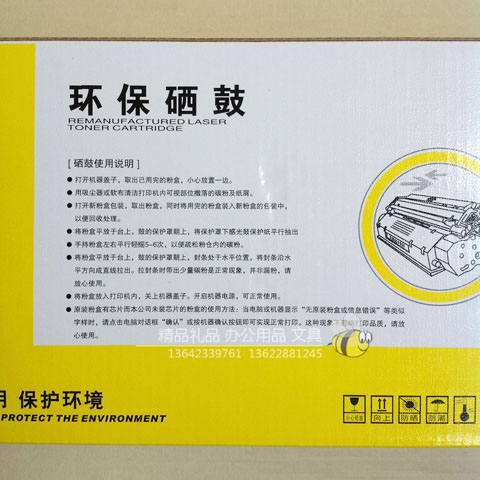 环保硒鼓
REMANUFACTURED LASER
TONER CARTRIDGE
[ 硒鼓使用说明 ]
● 打开机器盖子，取出已用完的粉盒，小心放置一边。
● 用吸尘器或软布清洁打印机内可视部位撒落的碳粉及纸屑。
● 打开新粉盒包装，取出粉盒，同时将用完的粉盒装入新粉盒的包装中，
以便回收处理。
● 将粉盒平放于台上，鼓的保护罩朝上，将保护罩下感光鼓保护纸平行抽出
● 手持粉盒左右平行轻摇5-6次，以便疏松粉仓内的碳粉。
● 将粉盒平放于台上，鼓的保护罩朝上，封条处于水平位置，将封条沿水
平方向成直线拉出。拉封条时带出少量碳粉是正常现象，并非漏粉，请
放心使用。
● 将粉盒放入打印机内，关上机器盖子。开启机器电源，可正常使用。
● 原装粉盒有芯片而本公司未装芯片的粉盒的使用方法：当电脑或机器显示“无原装粉盒或信息错误”等类似
字样时，请点击电脑对话框“确认”或按机器确认按钮即可实现正常打印。这种现象不影响打印品质，请放
心使用。
精品礼品 办公用品 文具
13642339761 13622881245
用 保护环境
PROTECT THE ENVIRONMENT
小心轻放 向上 防晒 防潮